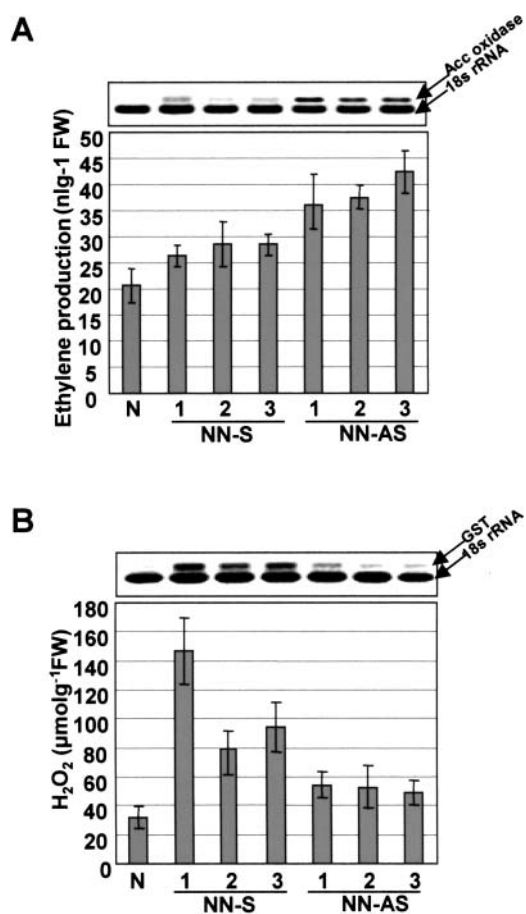 A
Acc oxidase
18s rRNA
Ethylene production (nlg-1 FW)
50
45
40
35
30
25
20
15
10
5
0
N 1 2 3 1 2 3
NN-S NN-AS
B
GST
18s rRNA
H₂O₂ (µmolg⁻¹FW)
180
160
140
120
100
80
60
40
20
0
N 1 2 3 1 2 3
NN-S NN-AS